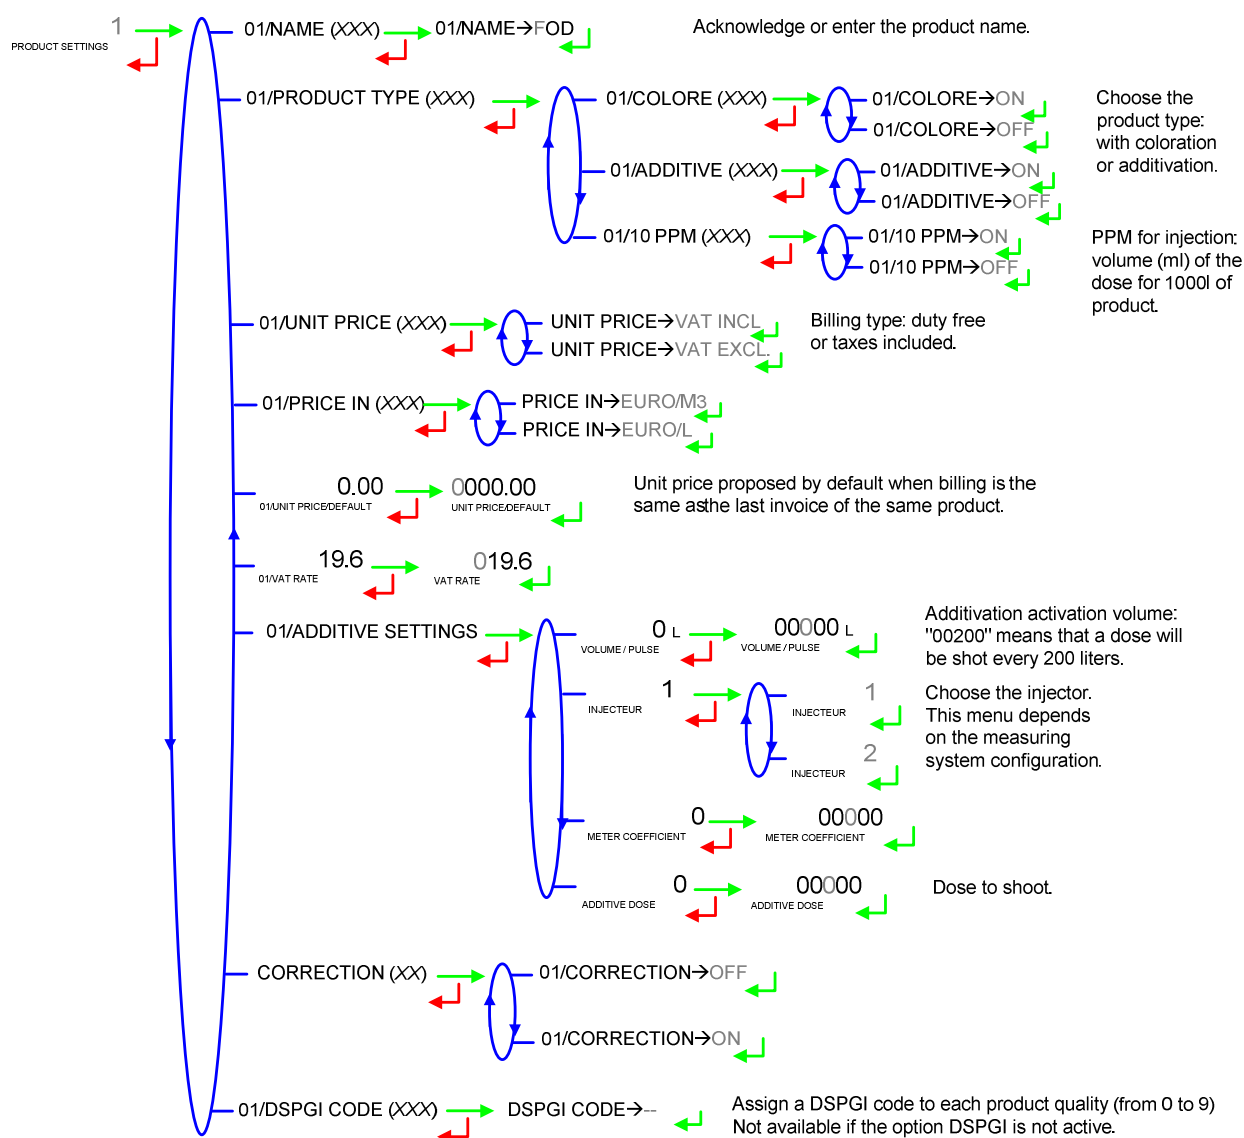 1
PRODUCT SETTINGS
01/NAME (XXX)
01/NAME→FOD
Acknowledge or enter the product name.
01/PRODUCT TYPE (XXX)
01/COLORE (XXX)
01/COLORE→ON
01/COLORE→OFF
Choose the
product type:
with coloration
or additivation.
01/ADDITIVE (XXX)
01/ADDITIVE→ON
01/ADDITIVE→OFF
01/10 PPM (XXX)
01/10 PPM→ON
01/10 PPM→OFF
PPM for injection:
volume (ml) of the
dose for 1000l of
product.
01/UNIT PRICE (XXX)
UNIT PRICE→VAT INCL
UNIT PRICE→VAT EXCL.
Billing type: duty free
or taxes included.
01/PRICE IN (XXX)
PRICE IN→EURO/M3
PRICE IN→EURO/L
0.00
01/UNIT PRICE/DEFAULT
0000.00
UNIT PRICE/DEFAULT
Unit price proposed by default when billing is the
same as the last invoice of the same product.
19.6
01/VAT RATE
019.6
VAT RATE
01/ADDITIVE SETTINGS
0 L
VOLUME / PULSE
00000 L
VOLUME / PULSE
Additivation activation volume:
"00200" means that a dose will
be shot every 200 liters.
1
INJECTEUR
1
INJECTEUR
2
INJECTEUR
Choose the injector.
This menu depends
on the measuring
system configuration.
0
METER COEFFICIENT
00000
METER COEFFICIENT
0
ADDITIVE DOSE
00000
ADDITIVE DOSE
Dose to shoot.
CORRECTION (XX)
01/CORRECTION→OFF
01/CORRECTION→ON
01/DSPGI CODE (XXX)
DSPGI CODE→--
Assign a DSPGI code to each product quality (from 0 to 9)
Not available if the option DSPGI is not active.